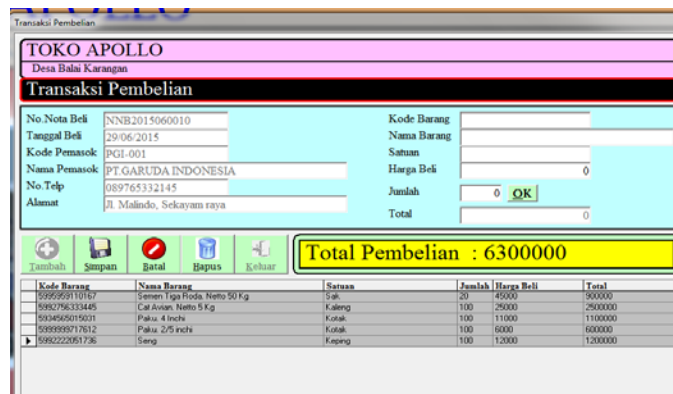 Transaksi Pembelian
TOKO APOLLO
Desa Balai Karangan
Transaksi Pembelian
No.Nota Beli NNB2015060010
Tanggal Beli 29/06/2015
Kode Pemasok PGI-001
Nama Pemasok PT.GARUDA INDONESIA
No.Telp 089765332145
Alamat Jl. Malindo, Sekayam raya
Kode Barang
Nama Barang
Satuan
Harga Beli 0
Jumlah 0 OK
Total 0
Tambah Simpan Batal Hapus Keluar
Total Pembelian : 6300000
Kode Barang Nama Barang Satuan Jumlah Harga Beli Total
5995959110167 Semen Tiga Roda. Netto 50 Kg Sak. 20 45000 900000
5992756333445 Cat Avian. Netto 5 Kg Kaleng 100 25000 2500000
5934565015031 Paku. 4 Inchi Kotak. 100 11000 1100000
5999999717612 Paku. 2/5 inchi Kotak. 100 6000 600000
5992222051736 Seng Keping 100 12000 1200000